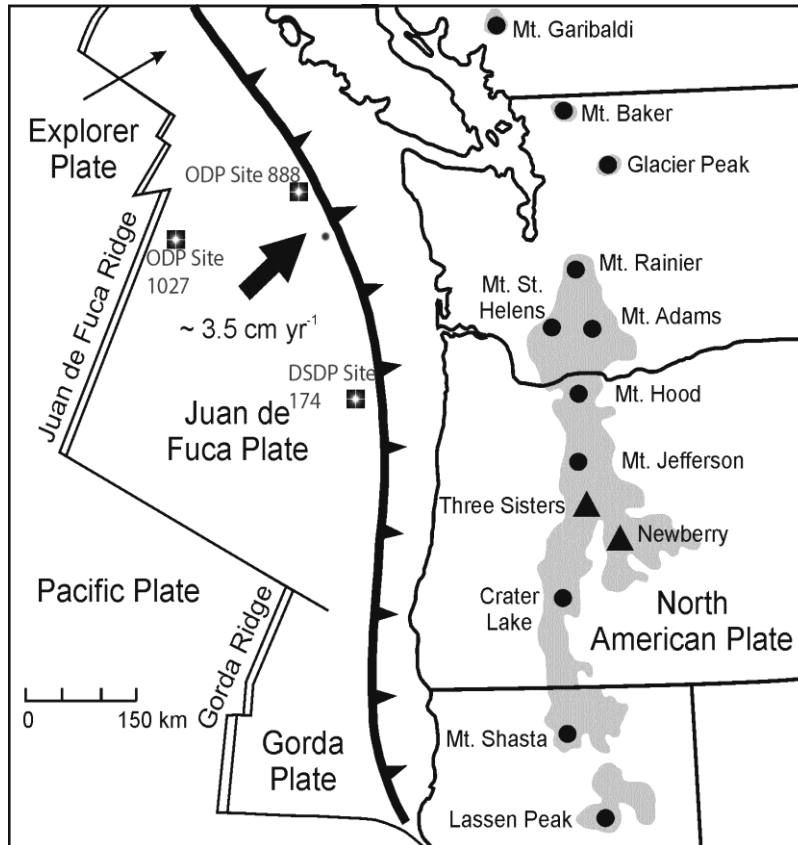 Mt. Garibaldi
Mt. Baker
Explorer
Plate
Glacier Peak
ODP Site 888
ODP Site
1027
Juan de Fuca Ridge
Mt. Rainier
Mt. St.
Helens
Mt. Adams
~ 3.5 cm yr⁻¹
DSDP Site
174
Mt. Hood
Juan de
Fuca Plate
Mt. Jefferson
Three Sisters
Newberry
Pacific Plate
Crater
Lake
North
American Plate
Gorda Ridge
0 150 km
Gorda
Plate
Mt. Shasta
Lassen Peak